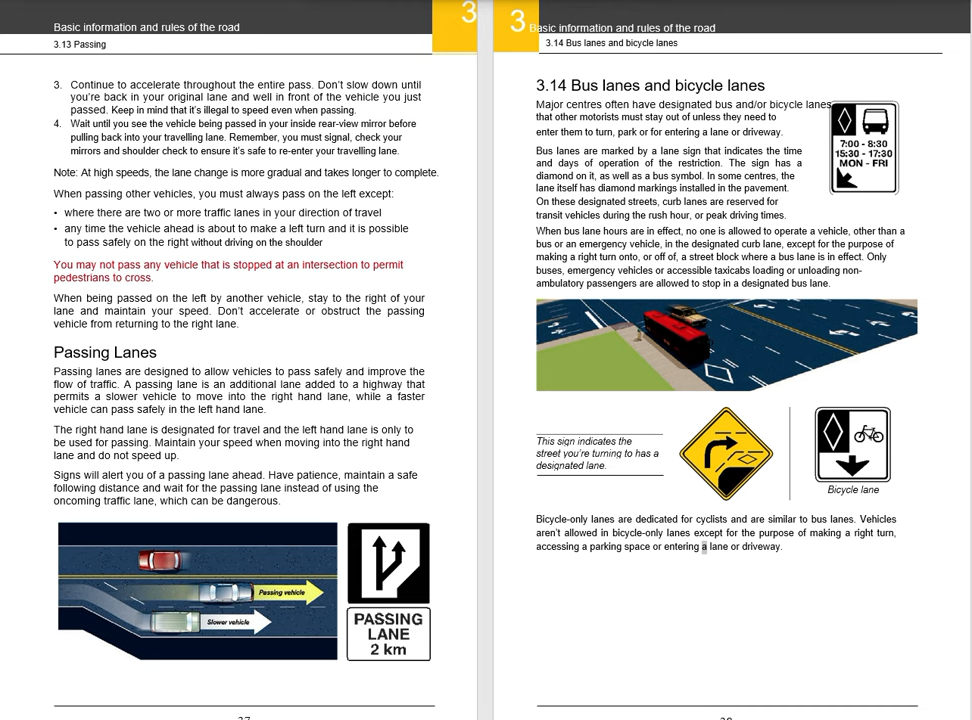 3
Basic information and rules of the road
3.13 Passing
3. Continue to accelerate throughout the entire pass. Don't slow down until
you're back in your original lane and well in front of the vehicle you just
passed. Keep in mind that it's illegal to speed even when passing.
4. Wait until you see the vehicle being passed in your inside rear-view mirror before
pulling back into your travelling lane. Remember, you must signal, check your
mirrors and shoulder check to ensure it's safe to re-enter your travelling lane.
Note: At high speeds, the lane change is more gradual and takes longer to complete.
When passing other vehicles, you must always pass on the left except:
• where there are two or more traffic lanes in your direction of travel
• any time the vehicle ahead is about to make a left turn and it is possible
to pass safely on the right without driving on the shoulder
You may not pass any vehicle that is stopped at an intersection to permit
pedestrians to cross.
When being passed on the left by another vehicle, stay to the right of your
lane and maintain your speed. Don't accelerate or obstruct the passing
vehicle from returning to the right lane.
Passing Lanes
Passing lanes are designed to allow vehicles to pass safely and improve the
flow of traffic. A passing lane is an additional lane added to a highway that
permits a slower vehicle to move into the right hand lane, while a faster
vehicle can pass safely in the left hand lane.
The right hand lane is designated for travel and the left hand lane is only to
be used for passing. Maintain your speed when moving into the right hand
lane and do not speed up.
Signs will alert you of a passing lane ahead. Have patience, maintain a safe
following distance and wait for the passing lane instead of using the
oncoming traffic lane, which can be dangerous.
Passing vehicle
Slower vehicle
PASSING
LANE
2 km
37
3
Basic information and rules of the road
3.14 Bus lanes and bicycle lanes
3.14 Bus lanes and bicycle lanes
Major centres often have designated bus and/or bicycle lanes
that other motorists must stay out of unless they need to
enter them to turn, park or for entering a lane or driveway.
Bus lanes are marked by a lane sign that indicates the time
and days of operation of the restriction. The sign has a
diamond on it, as well as a bus symbol. In some centres, the
lane itself has diamond markings installed in the pavement.
On these designated streets, curb lanes are reserved for
transit vehicles during the rush hour, or peak driving times.
7:00 - 8:30
15:30 - 17:30
MON - FRI
When bus lane hours are in effect, no one is allowed to operate a vehicle, other than a
bus or an emergency vehicle, in the designated curb lane, except for the purpose of
making a right turn onto, or off of, a street block where a bus lane is in effect. Only
buses, emergency vehicles or accessible taxicabs loading or unloading non-
ambulatory passengers are allowed to stop in a designated bus lane.
This sign indicates the
street you're turning to has a
designated lane.
Bicycle lane
Bicycle-only lanes are dedicated for cyclists and are similar to bus lanes. Vehicles
aren't allowed in bicycle-only lanes except for the purpose of making a right turn,
accessing a parking space or entering a lane or driveway.
38